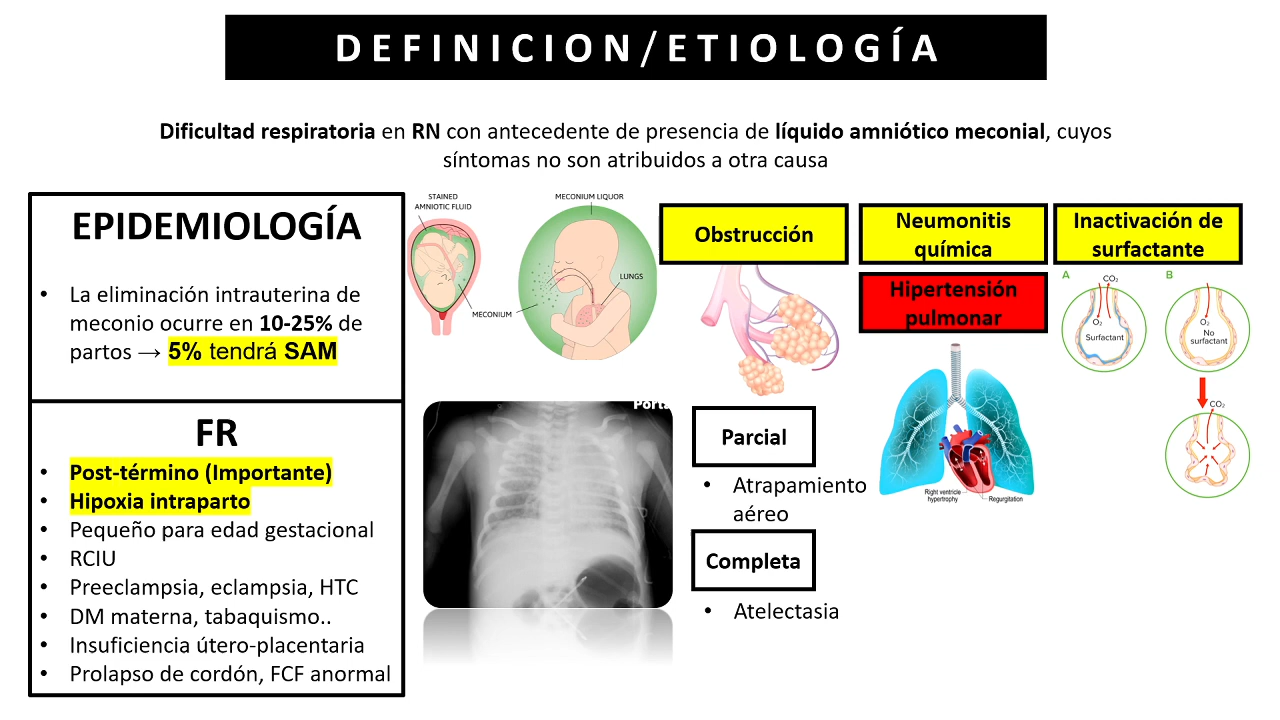 DEFINICION/ETIOLOGÍA
Dificultad respiratoria en RN con antecedente de presencia de líquido amniótico meconial, cuyos
síntomas no son atribuidos a otra causa
EPIDEMIOLOGÍA
• La eliminación intrauterina de
meconio ocurre en 10-25% de
partos → 5% tendrá SAM
FR
• Post-término (Importante)
• Hipoxia intraparto
• Pequeño para edad gestacional
• RCIU
• Preeclampsia, eclampsia, HTC
• DM materna, tabaquismo..
• Insuficiencia útero-placentaria
• Prolapso de cordón, FCF anormal
STAINED
AMNIOTIC FLUID
MECONIUM LIQUOR
LUNGS
MECONIUM
Obstrucción
Parcial
• Atrapamiento
aéreo
Completa
• Atelectasia
Neumonitis
química
Hipertensión
pulmonar
Right ventricle
hypertrophy
Regurgitation
Inactivación de
surfactante
A
CO₂
O₂
Surfactant
B
O₂
No
surfactant
CO₂